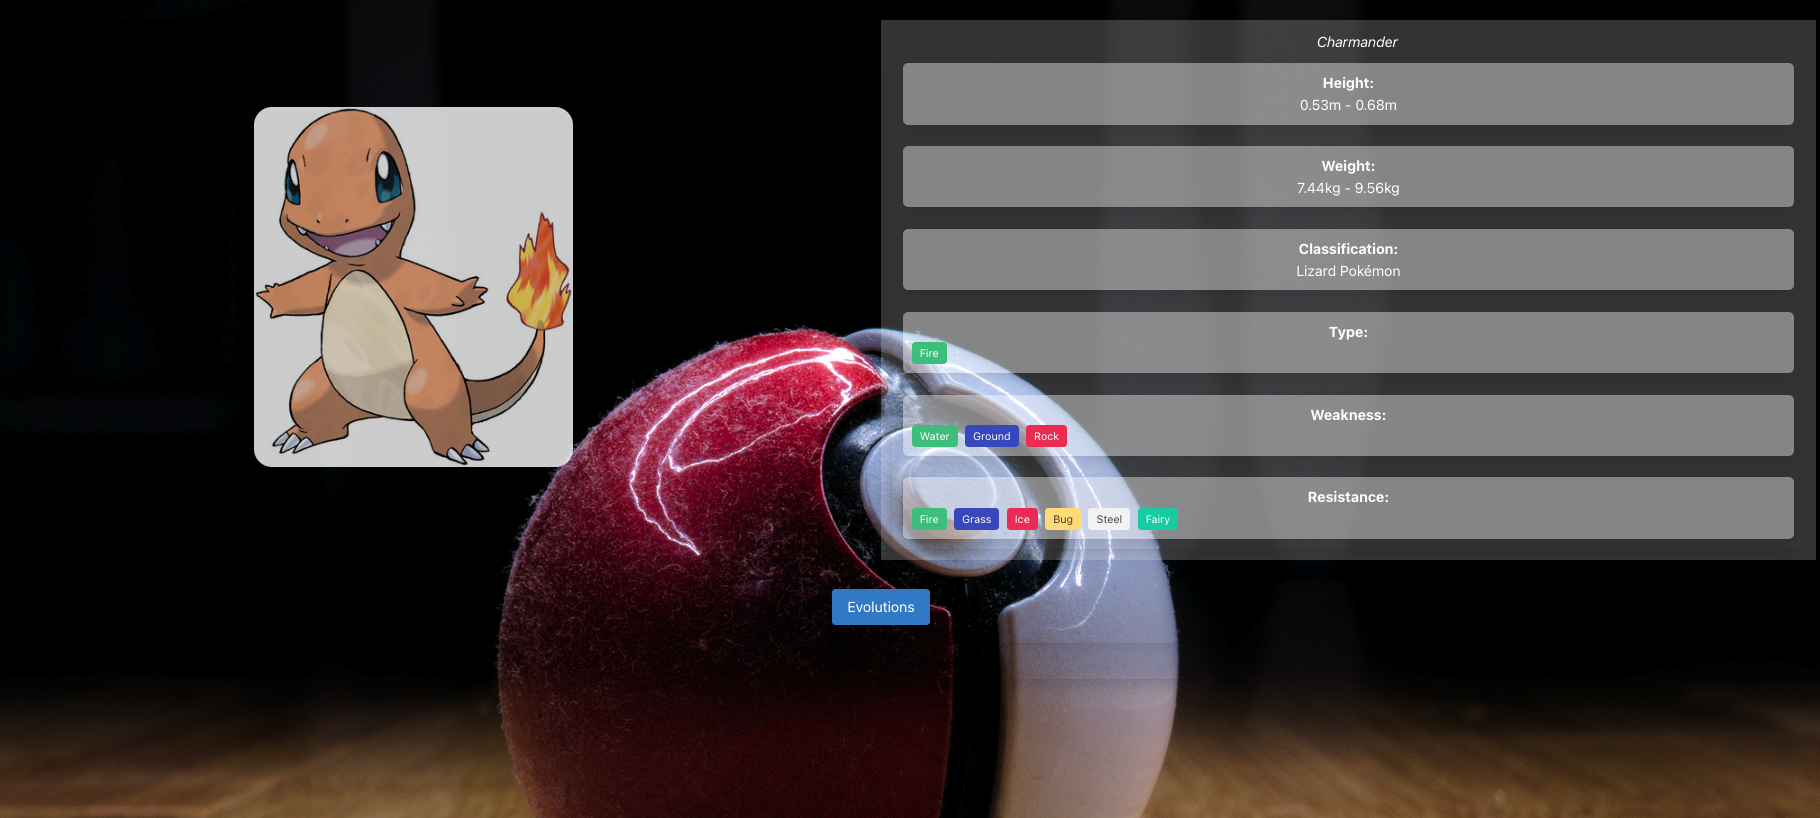 Charmander
Height:
0.53m - 0.68m
Weight:
7.44kg - 9.56kg
Classification:
Lizard Pokémon
Type:
Fire
Weakness:
Water Ground Rock
Resistance:
Fire Grass Ice Bug Steel Fairy
Evolutions